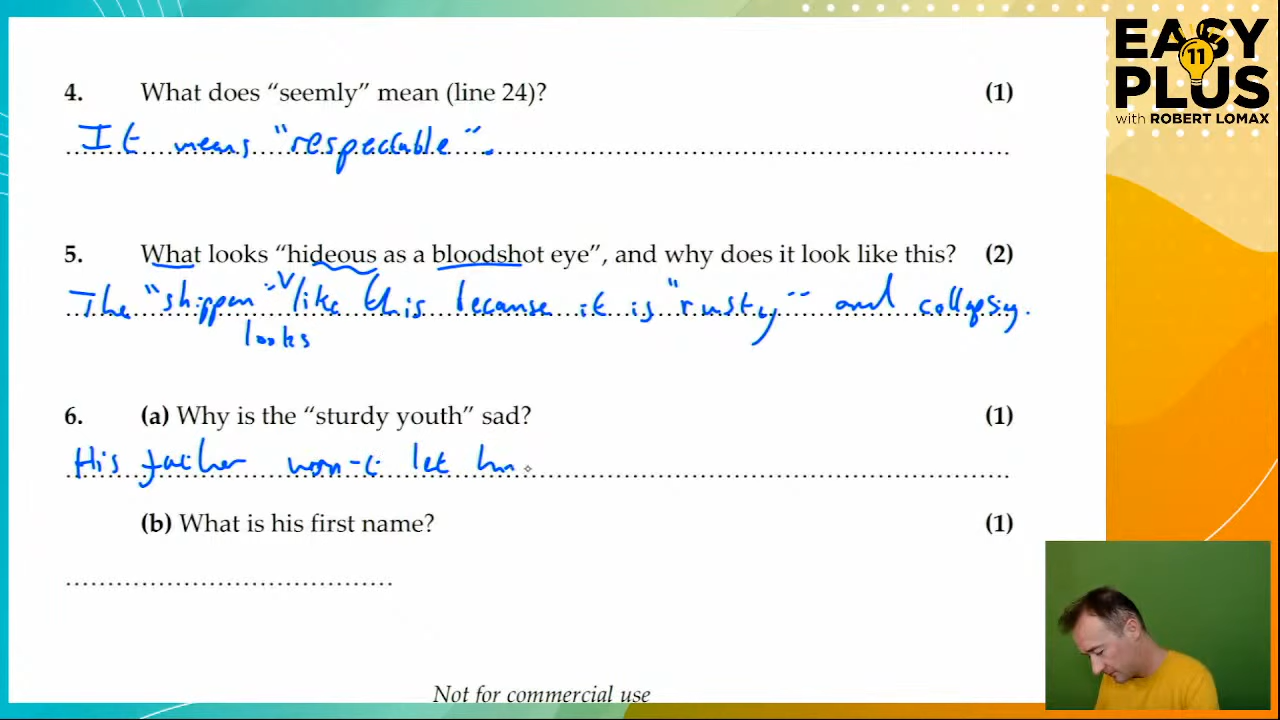 EASY
11
PLUS
with ROBERT LOMAX
4. What does “seemly” mean (line 24)? (1)
It means "respectable".
5. What looks “hideous as a bloodshot eye”, and why does it look like this? (2)
The "shippen" looks like this because it is "rusty" and collapsing.
6. (a) Why is the “sturdy youth” sad? (1)
His father won't let him
(b) What is his first name? (1)
Not for commercial use